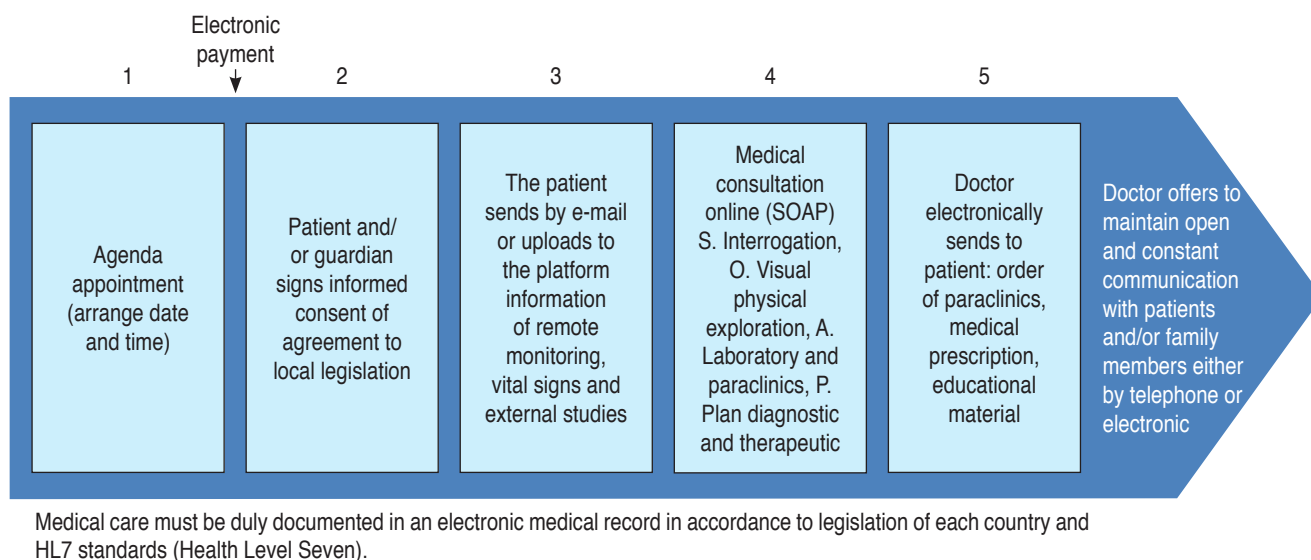 Electronic
payment
1
2
3
4
5
Agenda
appointment
(arrange date
and time)
Patient and/
or guardian
signs informed
consent of
agreement to
local legislation
The patient
sends by e-mail
or uploads to
the platform
information
of remote
monitoring,
vital signs and
external studies
Medical
consultation
online (SOAP)
S. Interrogation,
O. Visual
physical
exploration, A.
Laboratory and
paraclinics, P.
Plan diagnostic
and therapeutic
Doctor
electronically
sends to
patient: order
of paraclinics,
medical
prescription,
educational
material
Doctor offers to
maintain open
and constant
communication
with patients
and/or family
members either
by telephone or
electronic
Medical care must be duly documented in an electronic medical record in accordance to legislation of each country and
HL7 standards (Health Level Seven).